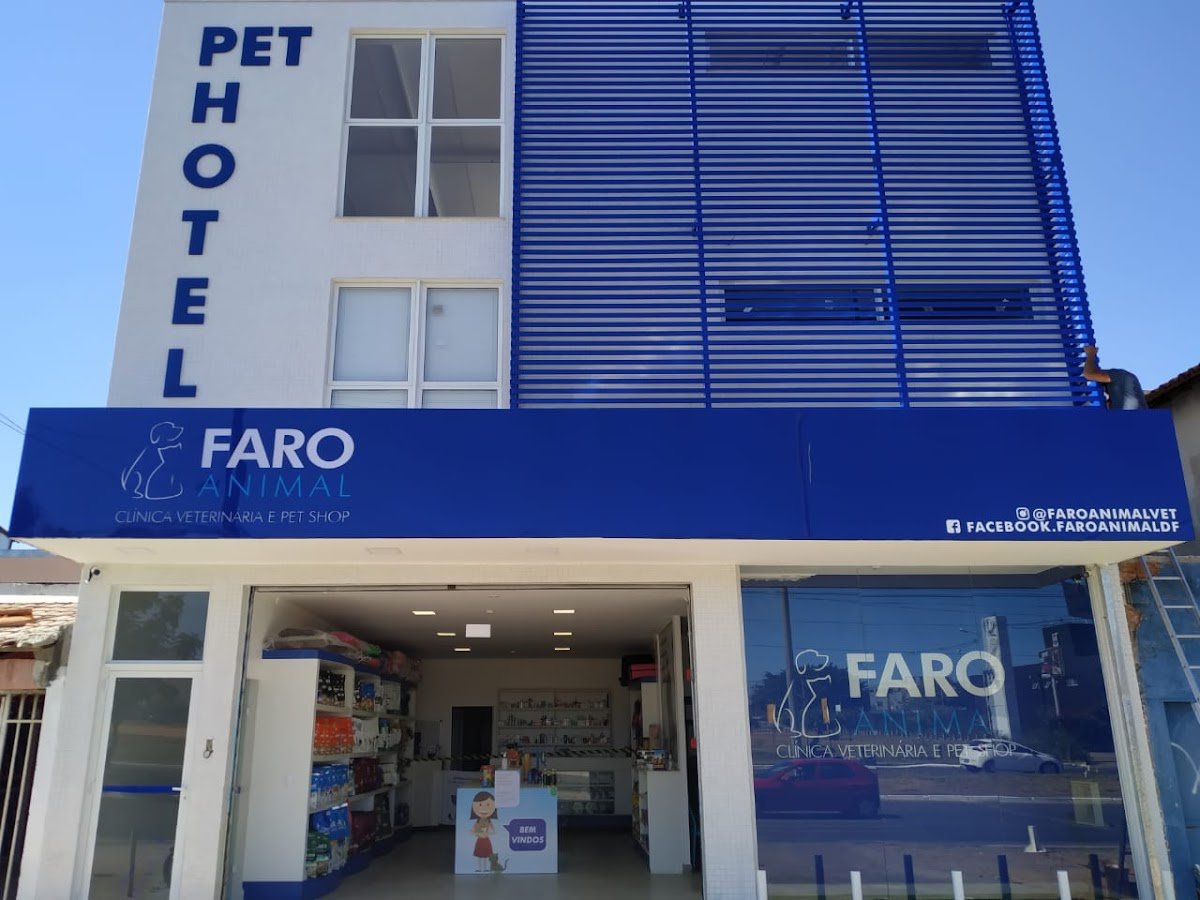 PET
HOTEL
FARO
ANIMAL
CLÍNICA VETERINÁRIA E PET SHOP
@FAROANIMALVET
FACEBOOK.FAROANIMALDF
FARO
ANIMAL
CLÍNICA VETERINÁRIA E PET SHOP
BEM
VINDOS